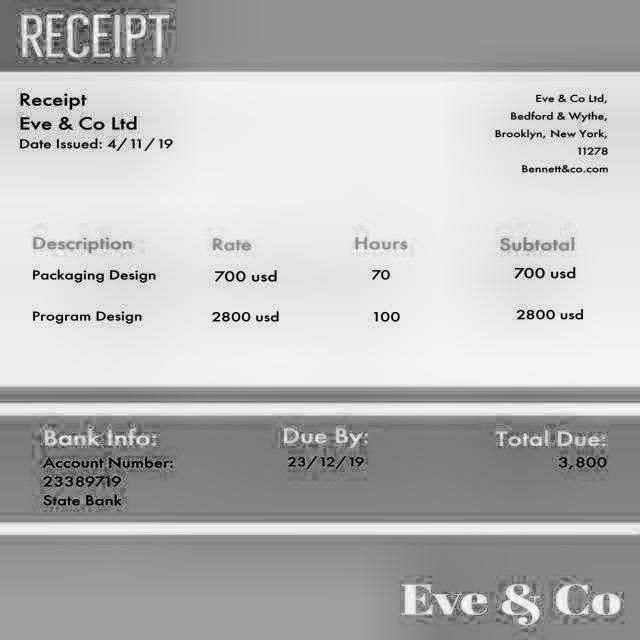 RECEIPT
Receipt
Eve & Co Ltd
Date Issued: 4/11/19
Eve & Co Ltd,
Bedford & Wythe,
Brooklyn, New York,
11278
Bennett&co.com
Description Rate Hours Subtotal
Packaging Design 700 usd 70 700 usd
Program Design 2800 usd 100 2800 usd
Bank Info: Due By: Total Due:
Account Number: 23/12/19 3,800
23389719
State Bank
Eve & Co